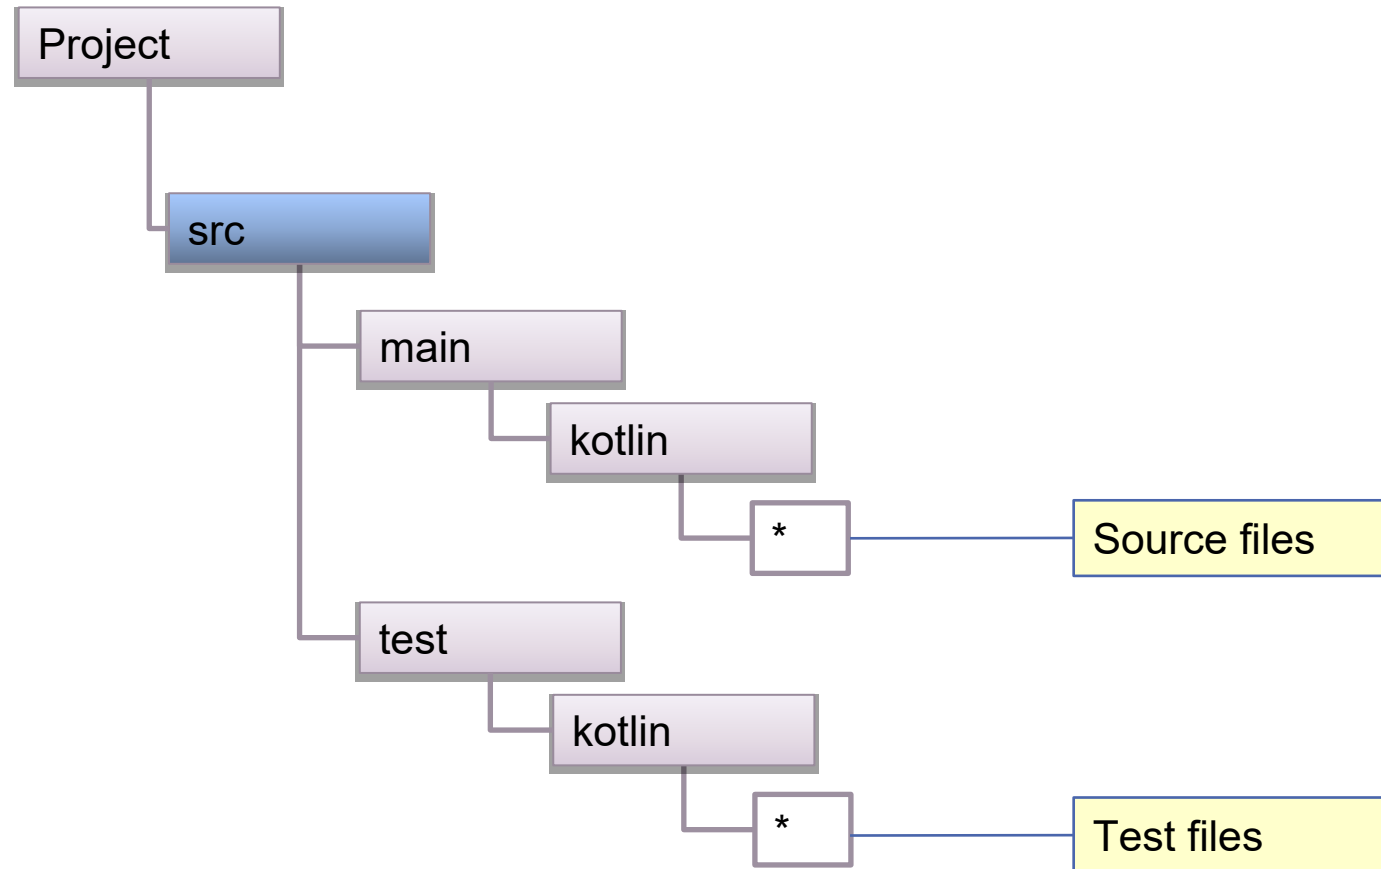 Project
src
main
kotlin
*
Source files
test
kotlin
*
Test files